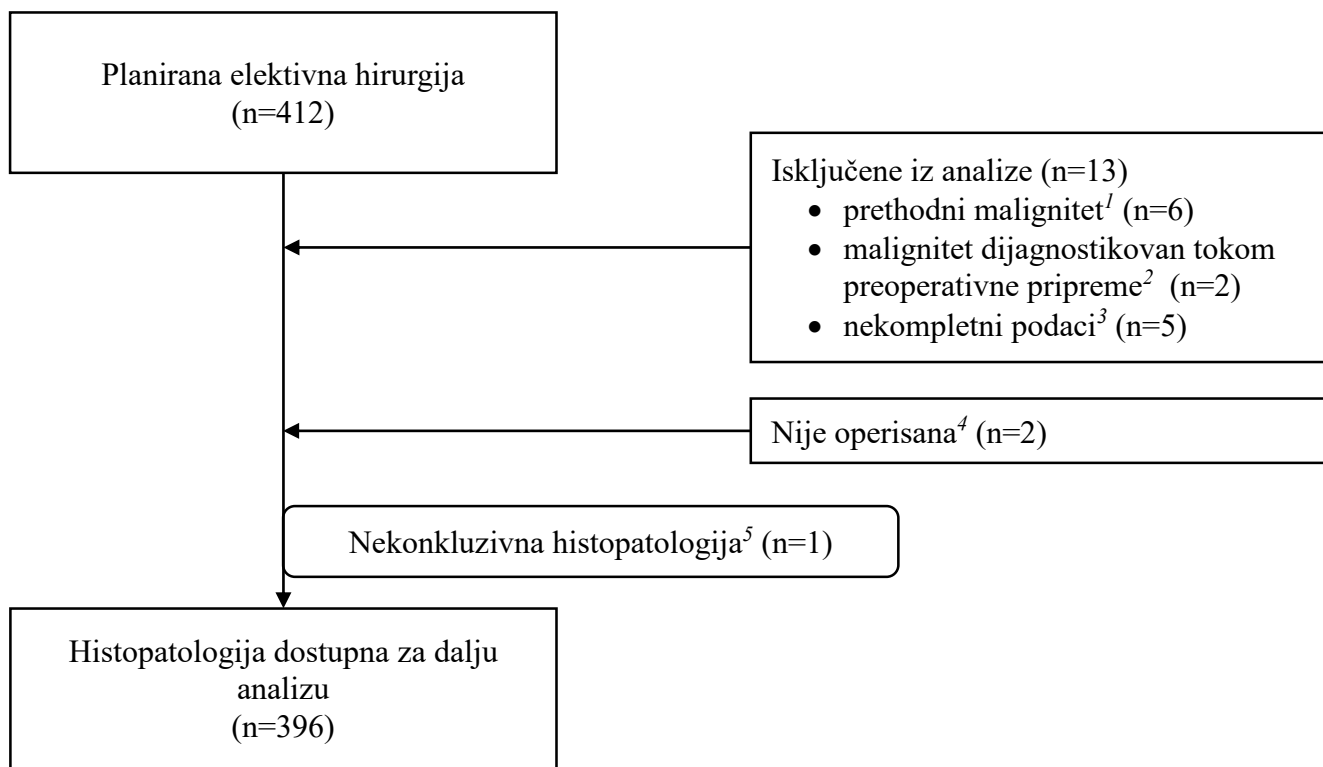 Planirana elektivna hirurgija
(n=412)
Isključene iz analize (n=13)
• prethodni malignitet¹ (n=6)
• malignitet dijagnostikovan tokom
preoperativne pripreme² (n=2)
• nekompletni podaci³ (n=5)
Nije operisana⁴ (n=2)
Nekonkluzivna histopatologija⁵ (n=1)
Histopatologija dostupna za dalju
analizu
(n=396)